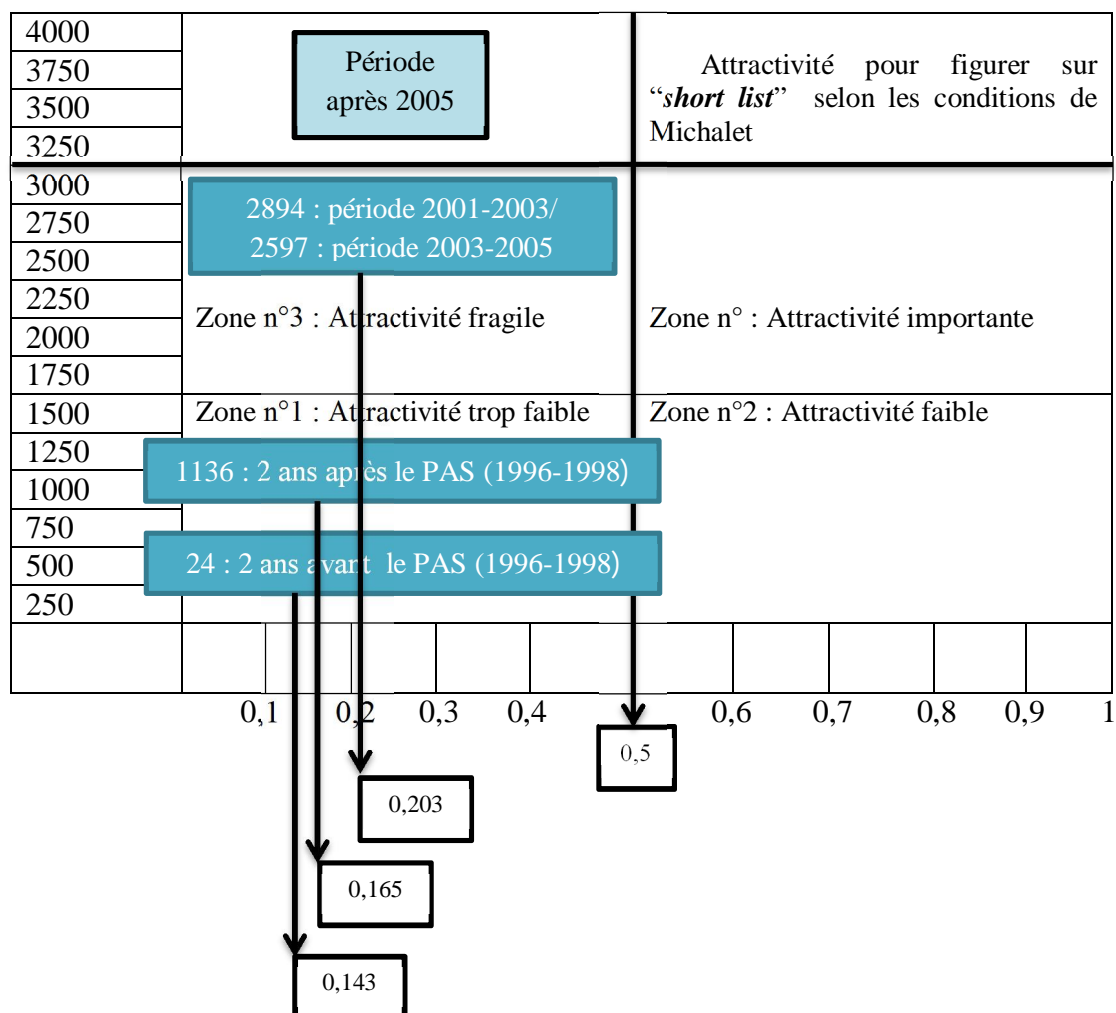 4000
3750
3500
3250
3000
2750
2500
2250
2000
1750
1500
1250
1000
750
500
250
Période
après 2005
Attractivité pour figurer sur
“short list” selon les conditions de
Michalet
2894 : période 2001-2003/
2597 : période 2003-2005
Zone n°3 : Attractivité fragile
Zone n° : Attractivité importante
Zone n°1 : Attractivité trop faible
Zone n°2 : Attractivité faible
1136 : 2 ans après le PAS (1996-1998)
24 : 2 ans avant le PAS (1996-1998)
0,1 0,2 0,3 0,4 0,6 0,7 0,8 0,9 1
0,5
0,203
0,165
0,143